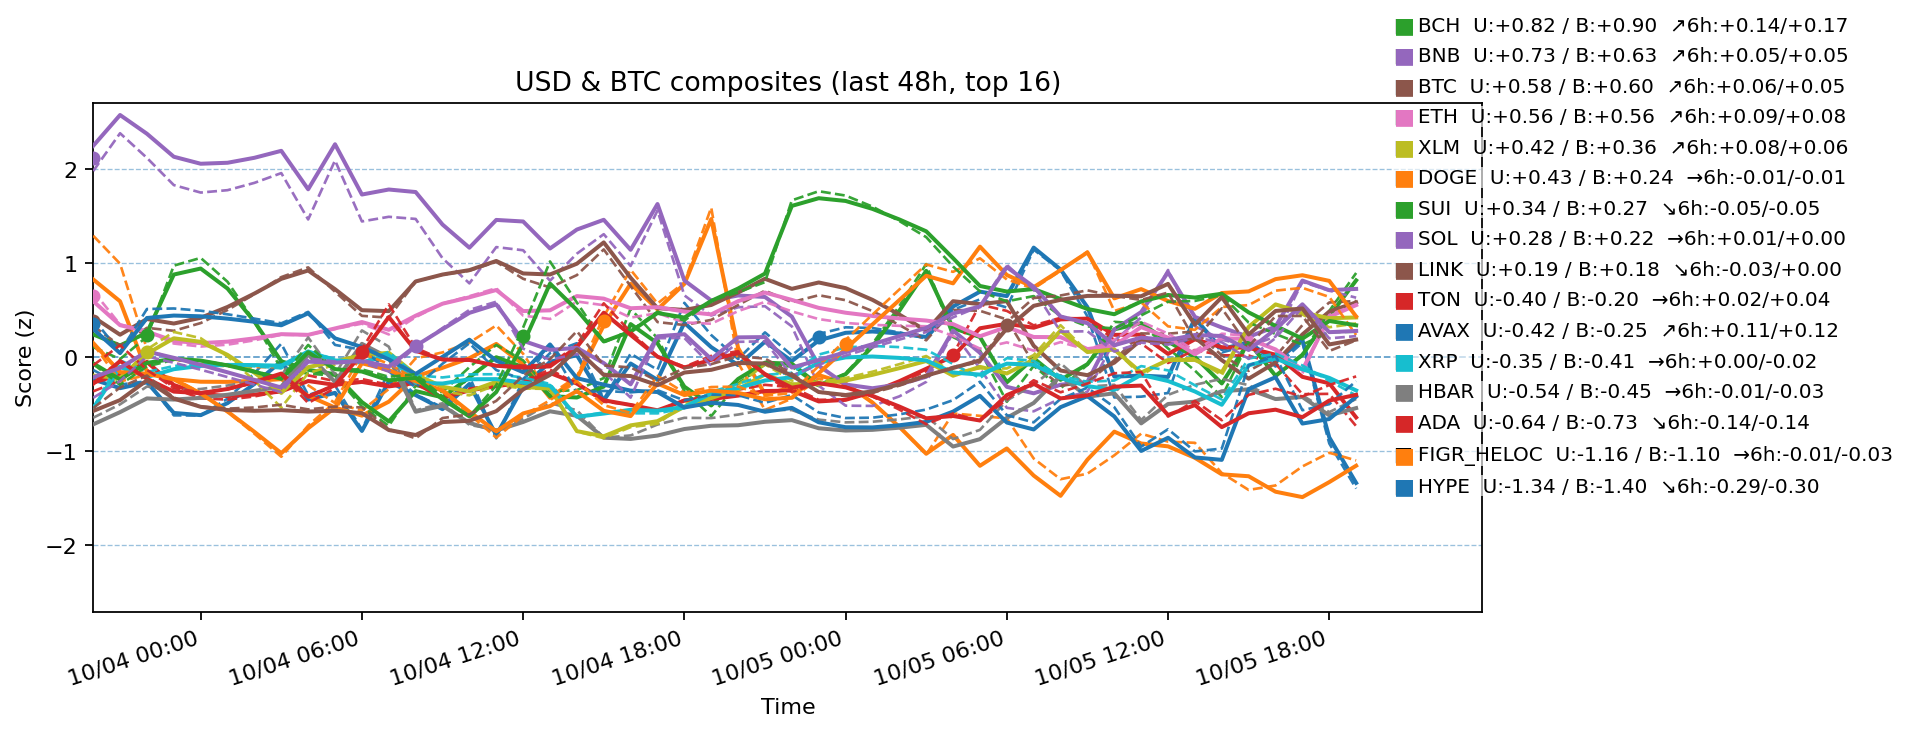 USD & BTC composites (last 48h, top 16)
BCH U:+0.82 / B:+0.90 ↗6h:+0.14/+0.17
BNB U:+0.73 / B:+0.63 ↗6h:+0.05/+0.05
BTC U:+0.58 / B:+0.60 ↗6h:+0.06/+0.05
ETH U:+0.56 / B:+0.56 ↗6h:+0.09/+0.08
XLM U:+0.42 / B:+0.36 ↗6h:+0.08/+0.06
DOGE U:+0.43 / B:+0.24 →6h:-0.01/-0.01
SUI U:+0.34 / B:+0.27 ↘6h:-0.05/-0.05
SOL U:+0.28 / B:+0.22 →6h:+0.01/+0.00
LINK U:+0.19 / B:+0.18 ↘6h:-0.03/+0.00
TON U:-0.40 / B:-0.20 →6h:+0.02/+0.04
AVAX U:-0.42 / B:-0.25 ↗6h:+0.11/+0.12
XRP U:-0.35 / B:-0.41 →6h:+0.00/-0.02
HBAR U:-0.54 / B:-0.45 →6h:-0.01/-0.03
ADA U:-0.64 / B:-0.73 ↘6h:-0.14/-0.14
FIGR_HELOC U:-1.16 / B:-1.10 →6h:-0.01/-0.03
HYPE U:-1.34 / B:-1.40 ↘6h:-0.29/-0.30
Score (z)
2
1
0
−1
−2
10/04 00:00
10/04 06:00
10/04 12:00
10/04 18:00
10/05 00:00
10/05 06:00
10/05 12:00
10/05 18:00
Time